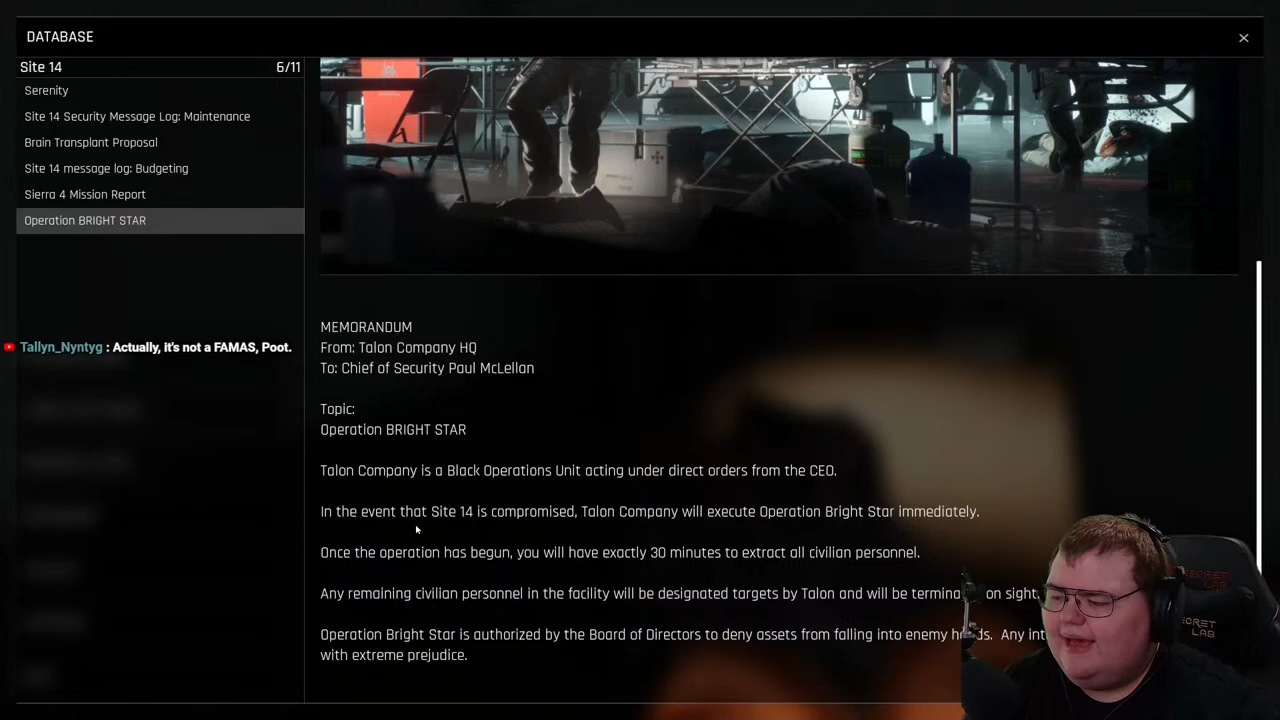 DATABASE
Site 14 6/11
Serenity
Site 14 Security Message Log: Maintenance
Brain Transplant Proposal
Site 14 message log: Budgeting
Sierra 4 Mission Report
Operation BRIGHT STAR
Tallyn_Nyntyg : Actually, it's not a FAMAS, Poot.
MEMORANDUM
From: Talon Company HQ
To: Chief of Security Paul McLellan
Topic:
Operation BRIGHT STAR
Talon Company is a Black Operations Unit acting under direct orders from the CEO.
In the event that Site 14 is compromised, Talon Company will execute Operation Bright Star immediately.
Once the operation has begun, you will have exactly 30 minutes to extract all civilian personnel.
Any remaining civilian personnel in the facility will be designated targets by Talon and will be on sight.
Operation Bright Star is authorized by the Board of Directors to deny assets from falling into enemy Any
with extreme prejudice.
SECRET
LAB